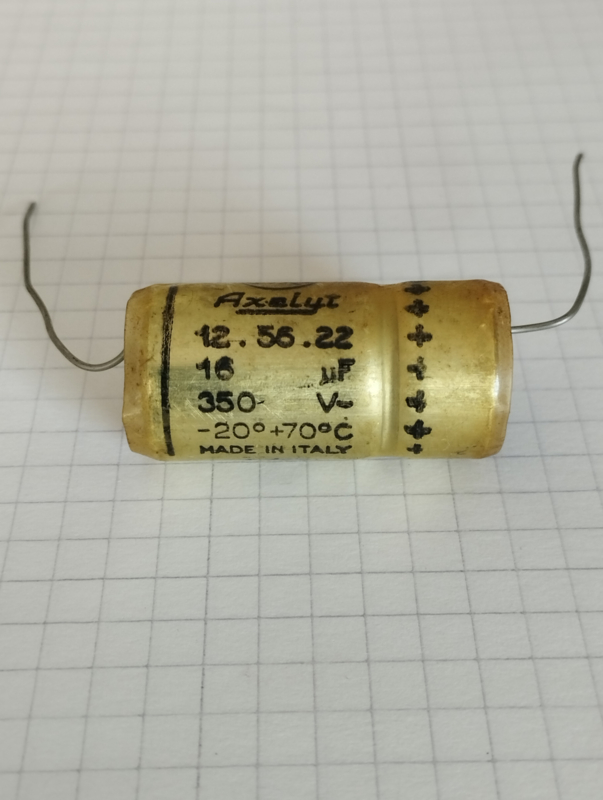 Axelyt
12.56.22
16 µF
350 V~
-20°+70°C
MADE IN ITALY
+
+
+
+
+
+